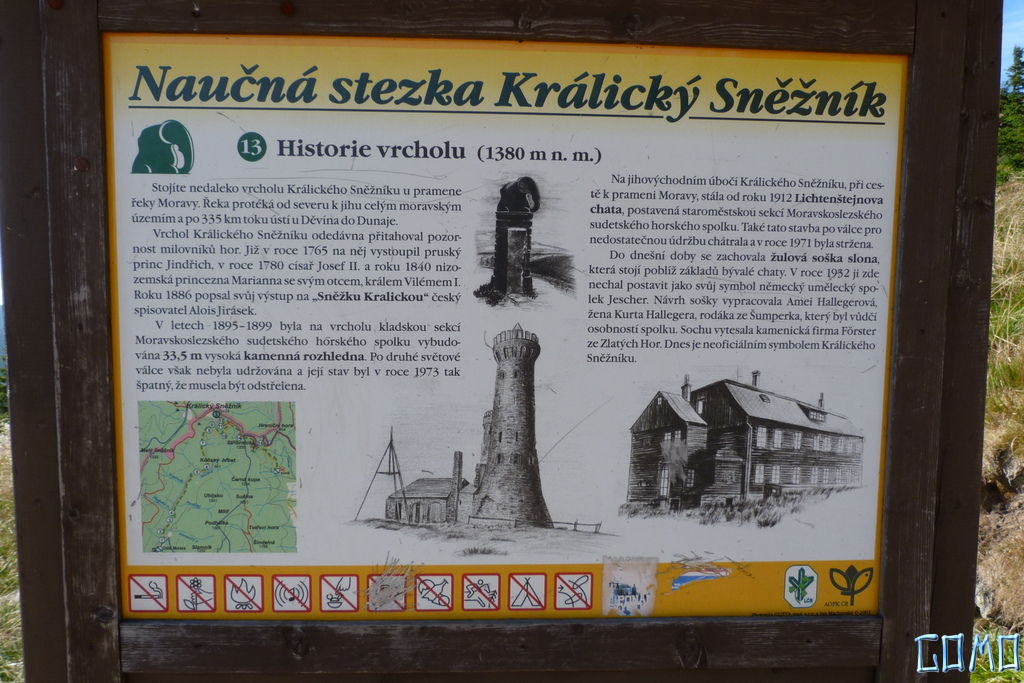 Naučná stezka Králický Sněžník
13 Historie vrcholu (1380 m n. m.)
Stojíte nedaleko vrcholu Králického Sněžníku u pramene
řeky Moravy. Řeka protéká od severu k jihu celým moravským
územím a po 335 km toku ústí u Děvína do Dunaje.
Vrchol Králického Sněžníku odedávna přitahoval pozor-
nost milovníků hor. Již v roce 1765 na něj vystoupil pruský
princ Jindřich, v roce 1780 císař Josef II. a roku 1840 nizo-
zemská princezna Marianna se svým otcem, králem Vilémem I.
Roku 1886 popsal svůj výstup na „Sněžku Kralickou“ český
spisovatel Alois Jirásek.
V letech 1895–1899 byla na vrcholu kladskou sekcí
Moravskoslezského sudetského horského spolku vybudo-
vána 33,5 m vysoká kamenná rozhledna. Po druhé světové
válce však nebyla udržována a její stav byl v roce 1973 tak
špatný, že musela být odstřelena.
Na jihovýchodním úbočí Králického Sněžníku, při ces-
tě k prameni Moravy, stála od roku 1912 Lichtenštejnova
chata, postavená staroměstskou sekcí Moravskoslezského
sudetského horského spolku. Také tato stavba po válce pro
nedostatečnou údržbu chátrala a v roce 1971 byla stržena.
Do dnešní doby se zachovala žulová soška slona,
která stojí poblíž základů bývalé chaty. V roce 1932 ji zde
nechal postavit jako svůj symbol německý umělecký spo-
lek Jescher. Návrh sošky vypracovala Amei Hallegerová,
žena Kurta Hallegera, rodáka ze Šumperka, který byl vůdčí
osobností spolku. Sochu vytesala kamenická firma Förster
ze Zlatých Hor. Dnes je neoficiálním symbolem Králického
Sněžníku.
Králický Sněžník
Černá kupa
Uhlisko
Sušina
Podbělka
Slamník
AOPK ČR
GOMO